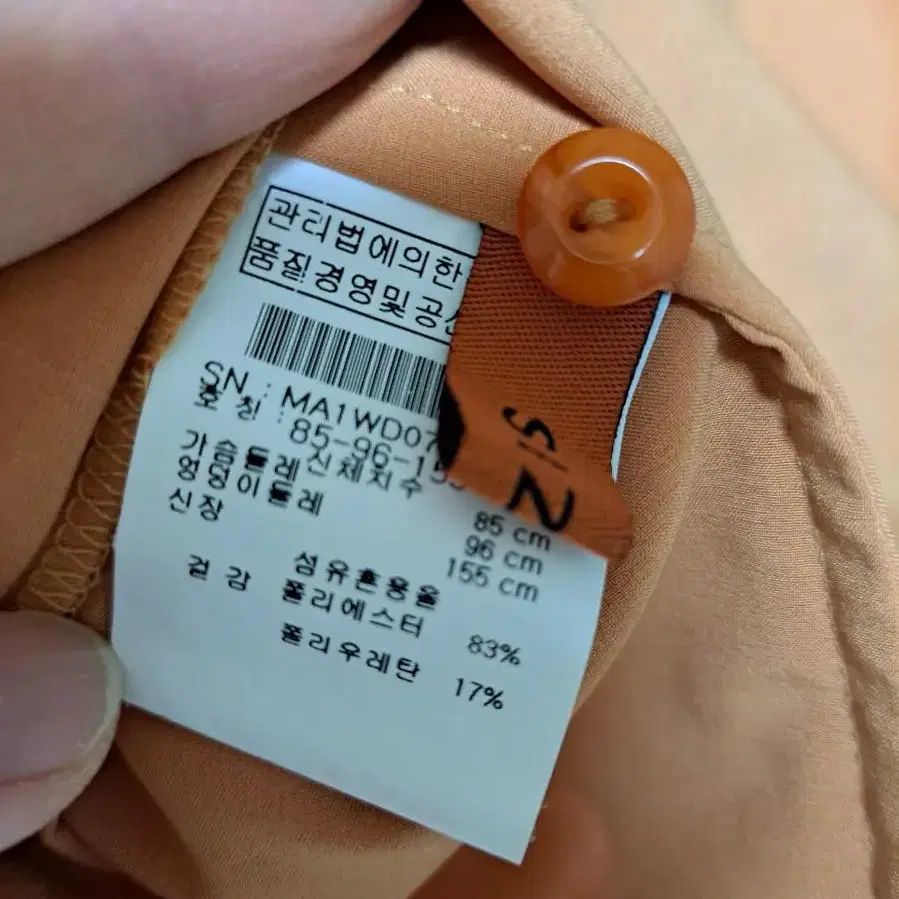 관리법에의한
품질경영및공
SN : MA1WD07
호 칭 : 85-96-155
신체치수
가슴둘레 85 cm
엉덩이둘레 96 cm
신장 155 cm
섬유혼용율
겉 감 폴리에스터 83%
폴리우레탄 17%